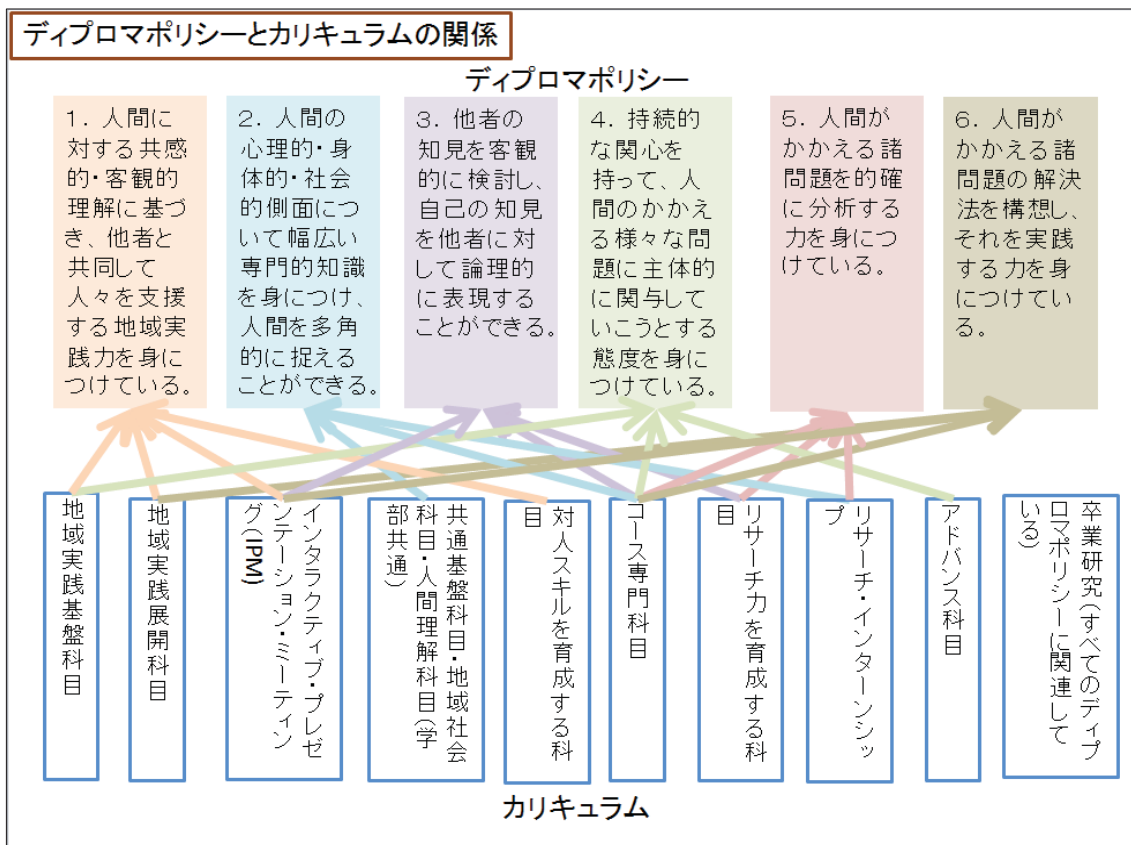 ディプロマポリシーとカリキュラムの関係
ディプロマポリシー
1. 人間に
対する共感
的・客観的
理解に基づ
き、他者と
共同して
人々を支援
する地域実
践力を身に
つけている。
2. 人間の
心理的・身
体的・社会
的側面につ
いて幅広い
専門的知識
を身につけ、
人間を多角
的に捉える
ことができる。
3. 他者の
知見を客観
的に検討し、
自己の知見
を他者に対
して論理的
に表現する
ことができる。
4. 持続的
な関心を
持って、人
間のかかえ
る様々な問
題に主体的
に関与して
いこうとする
態度を身に
つけている。
5. 人間が
かかえる諸
問題を的確
に分析する
力を身につ
けている。
6. 人間が
かかえる諸
問題の解決
法を構想し、
それを実践
する力を身
につけてい
る。
地域実践基盤科目
地域実践展開科目
インタラクティブ・プレゼ
ンテーション・ミーティン
グ(IPM)
共通基盤科目・地域社会
科目・人間理解科目(学
部共通)
対人スキルを育成する科
目
コース専門科目
リサーチ力を育成する科
目
リサーチ・インターンシッ
プ
アドバンス科目
卒業研究(すべてのディプ
ロマポリシーに関連して
いる)
カリキュラム